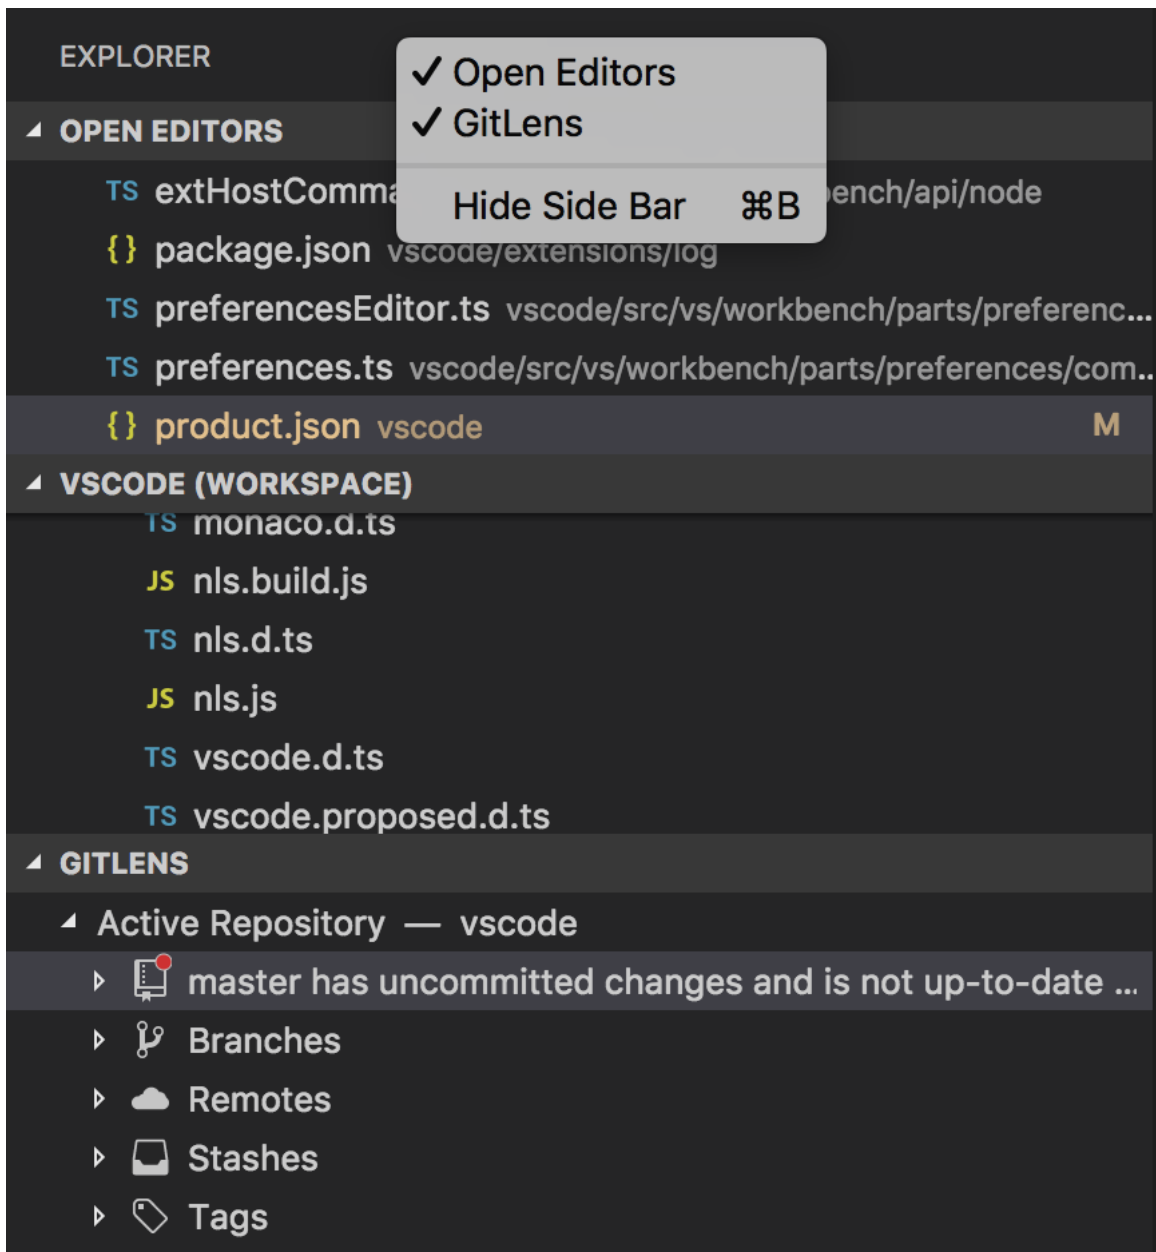 EXPLORER
✓ Open Editors
✓ GitLens
Hide Side Bar ⌘B
OPEN EDITORS
TS extHostComma bench/api/node
{} package.json vscode/extensions/log
TS preferencesEditor.ts vscode/src/vs/workbench/parts/preferenc...
TS preferences.ts vscode/src/vs/workbench/parts/preferences/com...
{} product.json vscode M
VSCODE (WORKSPACE)
TS monaco.d.ts
JS nls.build.js
TS nls.d.ts
JS nls.js
TS vscode.d.ts
TS vscode.proposed.d.ts
GITLENS
Active Repository — vscode
master has uncommitted changes and is not up-to-date ...
Branches
Remotes
Stashes
Tags